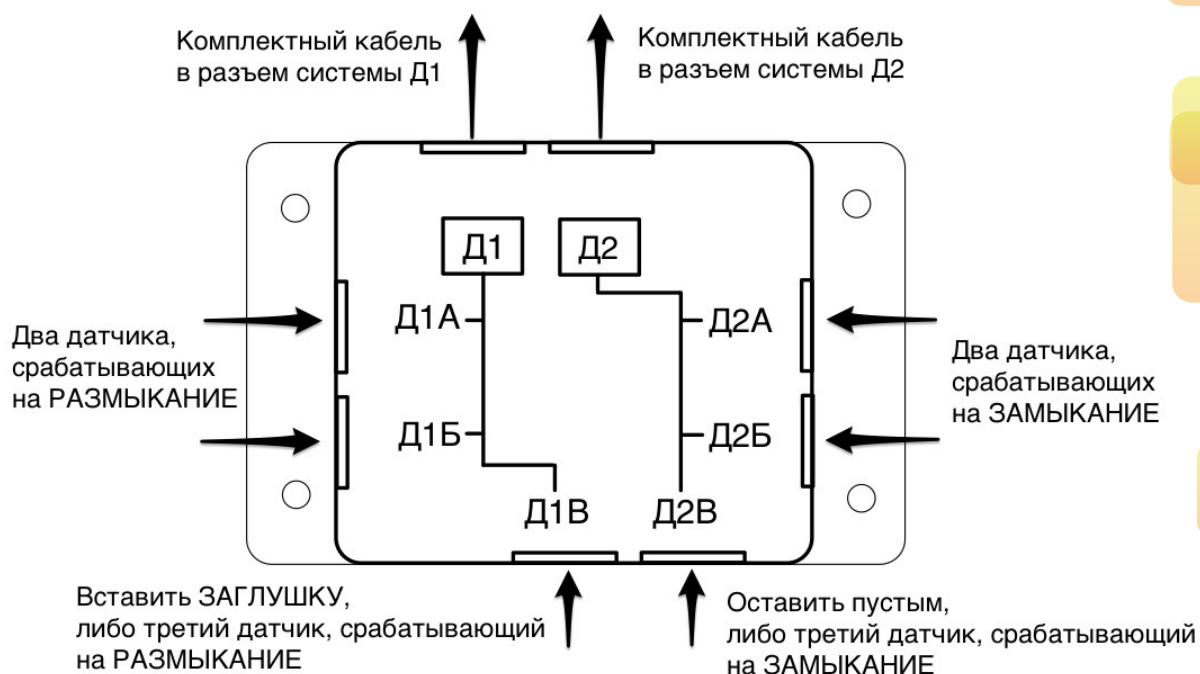 Комплектный кабель
в разъем системы Д1
Комплектный кабель
в разъем системы Д2
Д1
Д2
Д1А
Д2А
Два датчика,
срабатывающих
на РАЗМЫКАНИЕ
Два датчика,
срабатывающих
на ЗАМЫКАНИЕ
Д1Б
Д2Б
Д1В
Д2В
Вставить ЗАГЛУШКУ,
либо третий датчик, срабатывающий
на РАЗМЫКАНИЕ
Оставить пустым,
либо третий датчик, срабатывающий
на ЗАМЫКАНИЕ